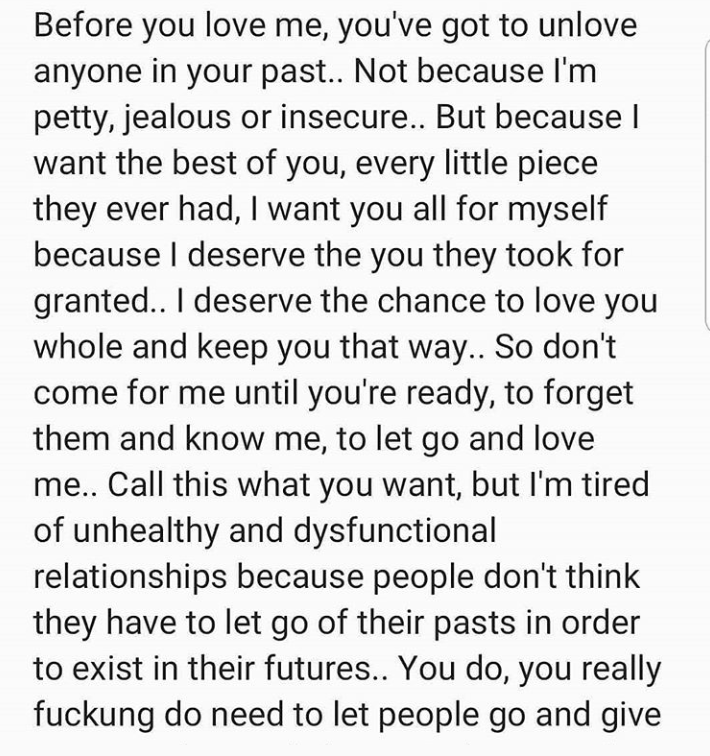 Before you love me, you've got to unlove
anyone in your past.. Not because I'm
petty, jealous or insecure.. But because I
want the best of you, every little piece
they ever had, I want you all for myself
because I deserve the you they took for
granted.. I deserve the chance to love you
whole and keep you that way.. So don't
come for me until you're ready, to forget
them and know me, to let go and love
me.. Call this what you want, but I'm tired
of unhealthy and dysfunctional
relationships because people don't think
they have to let go of their pasts in order
to exist in their futures.. You do, you really
fuckung do need to let people go and give